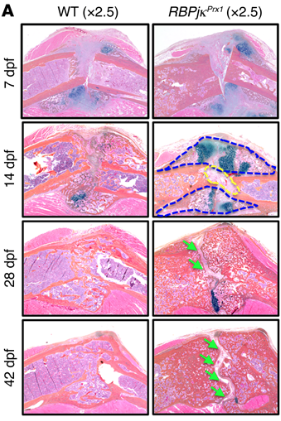 A
WT (×2.5)
RBPjκPrx1 (×2.5)
7 dpf
14 dpf
28 dpf
42 dpf